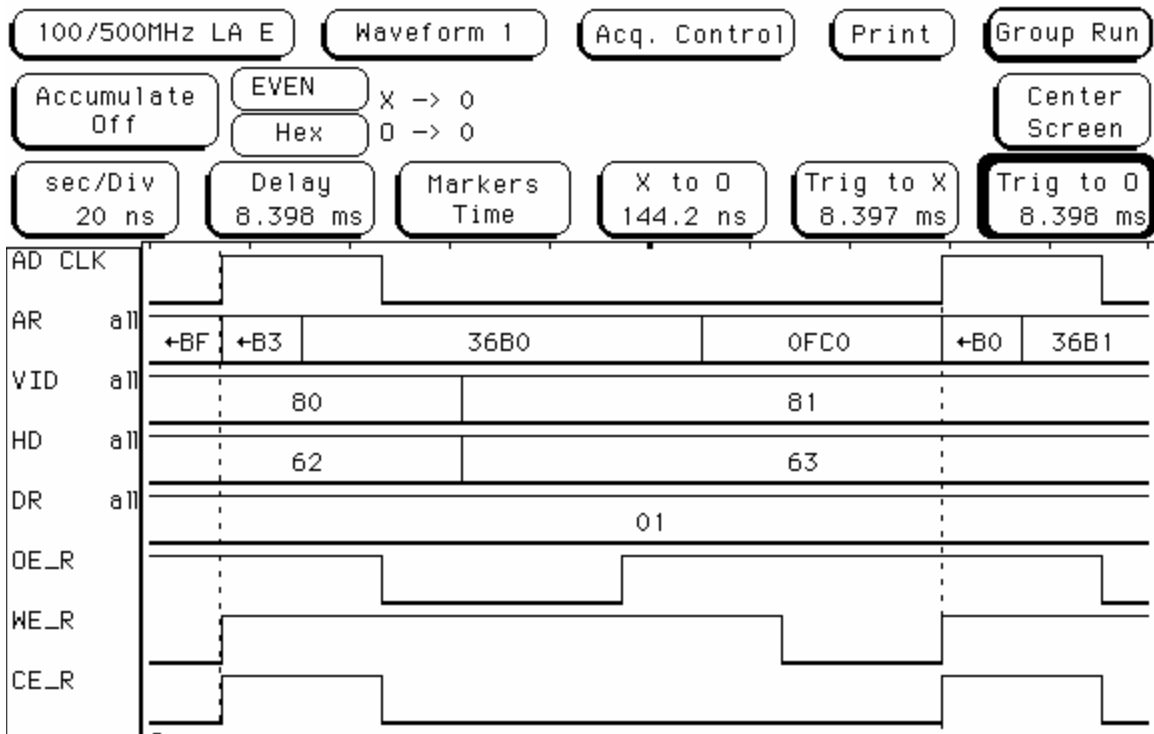 100/500MHz LA E Waveform 1 Acq. Control Print Group Run
Accumulate Off EVEN Hex X -> 0 O -> 0 Center Screen
sec/Div 20 ns Delay 8.398 ms Markers Time X to O 144.2 ns Trig to X 8.397 ms Trig to O 8.398 ms
AD CLK
AR all ←BF ←B3 36B0 0FC0 ←B0 36B1
VID all 80 81
HD all 62 63
DR all 01
OE_R
WE_R
CE_R